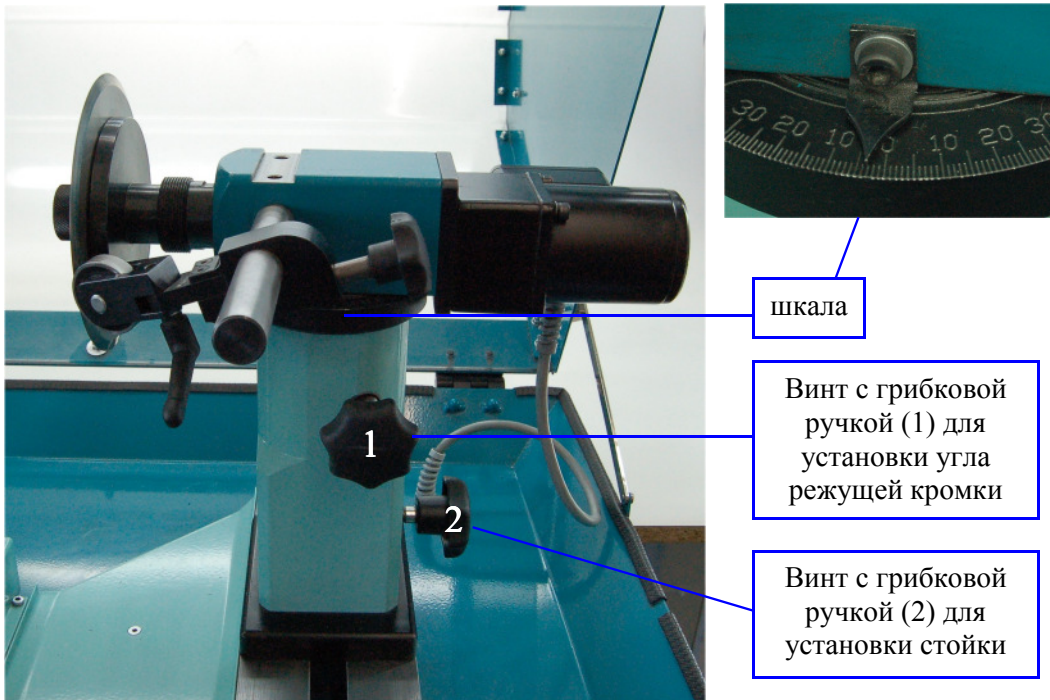 30 20 10 0 10 20 30
шкала
1
Винт с грибковой
ручкой (1) для
установки угла
режущей кромки
2
Винт с грибковой
ручкой (2) для
установки стойки